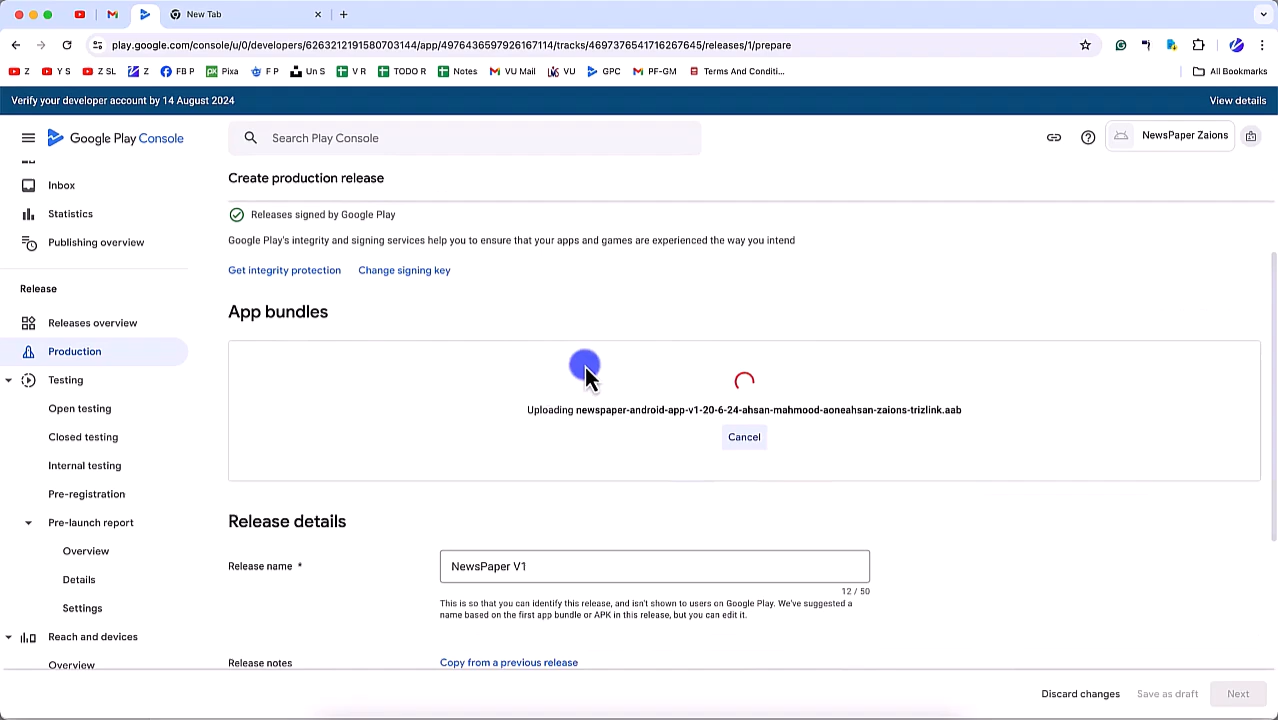 New Tab
play.google.com/console/u/0/developers/6263212191580703144/app/4976436597926167114/tracks/4697376541716267645/releases/1/prepare
Z
Y S
Z SL
Z
FB P
Pixa
F P
Un S
V R
TODO R
Notes
VU Mail
VU
GPC
PF-GM
Terms And Conditi...
All Bookmarks
Verify your developer account by 14 August 2024
View details
Google Play Console
Search Play Console
NewsPaper Zaions
Inbox
Statistics
Publishing overview
Release
Releases overview
Production
Testing
Open testing
Closed testing
Internal testing
Pre-registration
Pre-launch report
Overview
Details
Settings
Reach and devices
Overview
Create production release
Releases signed by Google Play
Google Play's integrity and signing services help you to ensure that your apps and games are experienced the way you intend
Get integrity protection
Change signing key
App bundles
Uploading newspaper-android-app-v1-20-6-24-ahsan-mahmood-aoneahsan-zaions-trizlink.aab
Cancel
Release details
Release name *
NewsPaper V1
12 / 50
This is so that you can identify this release, and isn't shown to users on Google Play. We've suggested a
name based on the first app bundle or APK in this release, but you can edit it.
Release notes
Copy from a previous release
Discard changes
Save as draft
Next